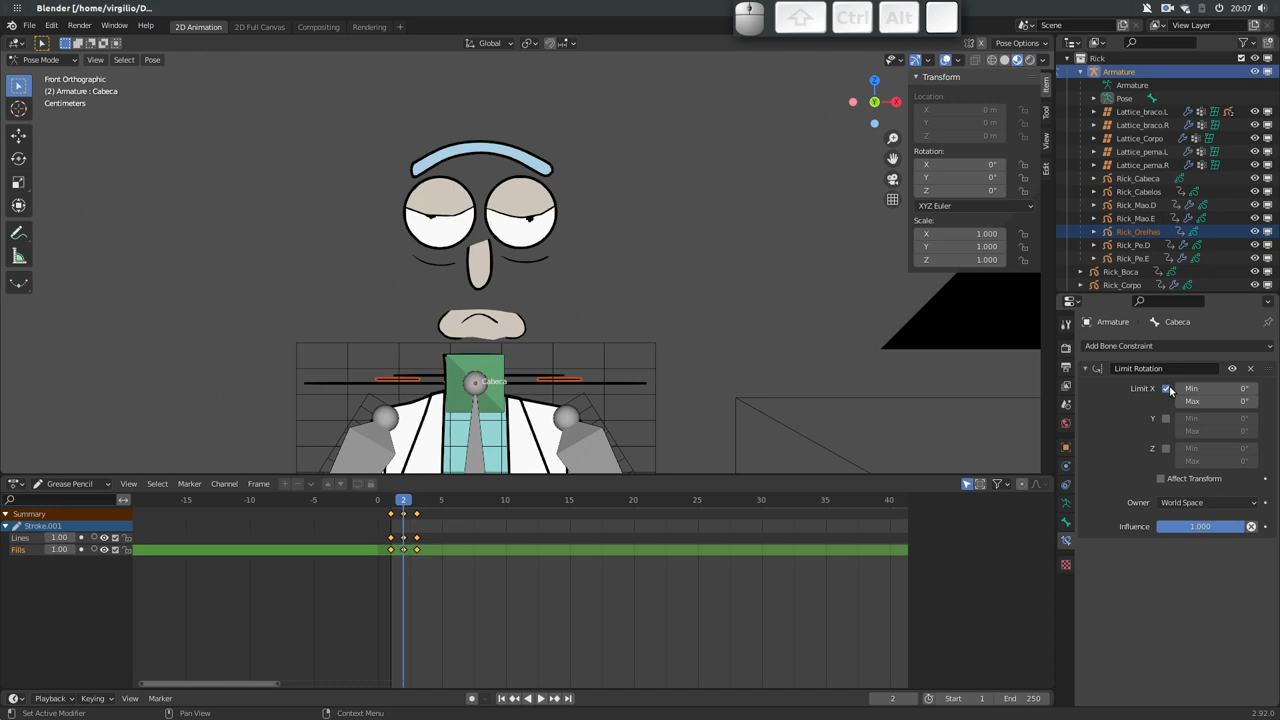 Blender [/home/virgilio/D...
Ctrl
Alt
20:07
File
Edit
Render
Window
Help
2D Animation
2D Full Canvas
Compositing
Rendering
Scene
View Layer
Global
Pose Options
Pose Mode
View
Select
Pose
Front Orthographic
(2) Armature : Cabeca
Centimeters
Z
Y
X
Cabeca
Transform
Location:
X 0 m
Y 0 m
Z 0 m
Rotation:
X 0°
Y 0°
Z 0°
XYZ Euler
Scale:
X 1.000
Y 1.000
Z 1.000
Item
Tool
View
Edit
Rick
Armature
Armature
Pose
Lattice_braco.L
Lattice_braco.R
Lattice_Corpo
Lattice_perna.L
Lattice_perna.R
Rick_Cabeca
Rick_Cabelos
Rick_Mao.D
Rick_Mao.E
Rick_Orelhas
Rick_Pe.D
Rick_Pe.E
Rick_Boca
Rick_Corpo
Armature
Cabeca
Add Bone Constraint
Limit Rotation
Limit X
Min 0°
Max 0°
Y
Min 0°
Max 0°
Z
Min 0°
Max 0°
Affect Transform
Owner
World Space
Influence
1.000
Grease Pencil
View
Select
Marker
Channel
Frame
-15
-10
-5
0
2
5
10
15
20
25
30
35
40
Summary
Stroke.001
Lines 1.00
Fills 1.00
Playback
Keying
View
Marker
2
Start 1
End 250
Set Active Modifier
Pan View
Context Menu
2.92.0